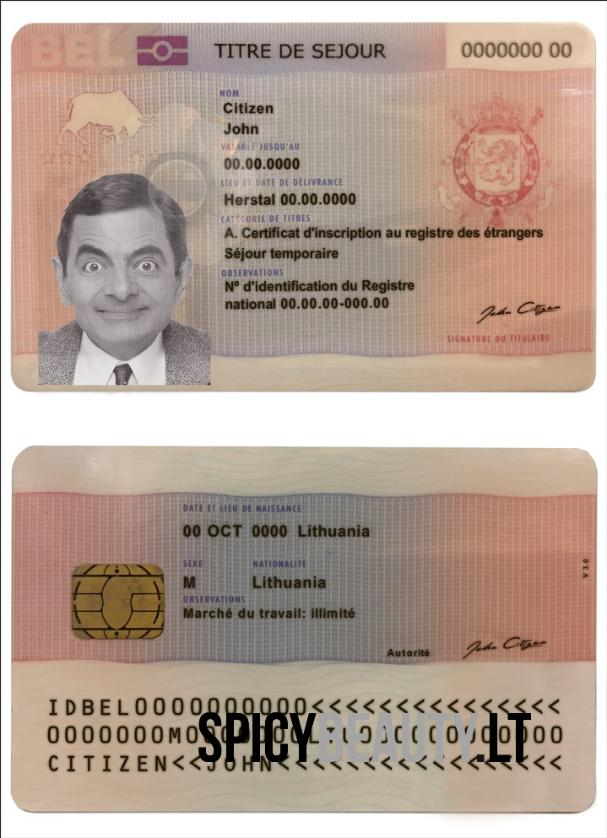 BEL
TITRE DE SEJOUR
0000000 00
NOM
Citizen
John
VALABLE JUSQU'AU
00.00.0000
LIEU ET DATE DE DÉLIVRANCE
Herstal 00.00.0000
CATÉGORIE DE TITRES
A. Certificat d'inscription au registre des étrangers
Séjour temporaire
OBSERVATIONS
Nº d'identification du Registre
national 00.00.00-000.00
John Citizen
SIGNATURE DU TITULAIRE
DATE ET LIEU DE NAISSANCE
00 OCT 0000 Lithuania
SEXE NATIONALITÉ
M Lithuania
OBSERVATIONS
Marché du travail: illimité
V 3.0
Autorité
John Citizen
CITIZEN<<JOHN<<<<<<<<<<<<<<<<<
SPICYBEAUTY.LT